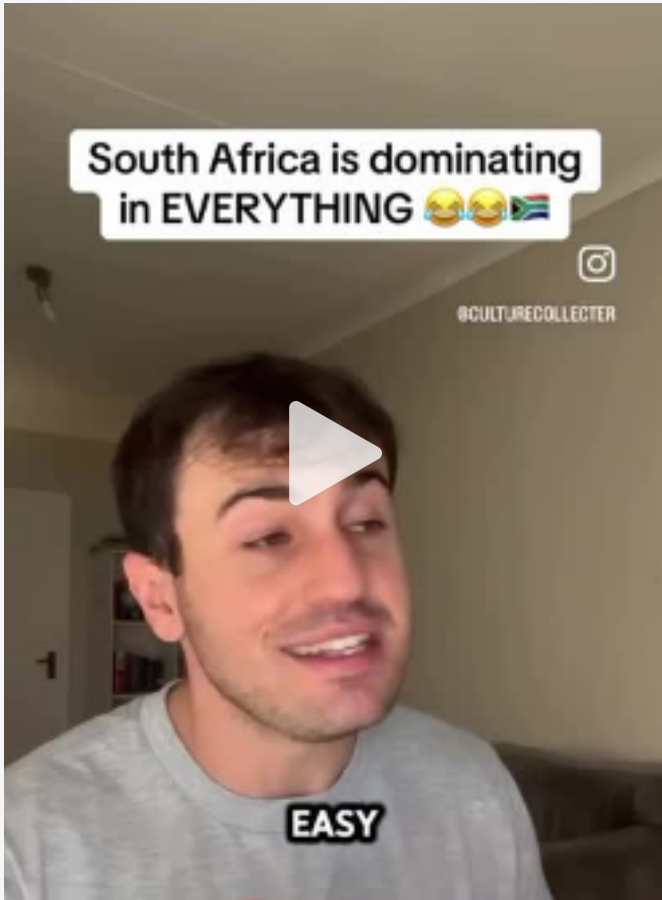 South Africa is dominating
in EVERYTHING 😂😂🇿🇦
@CULTURECOLLECTER
EASY